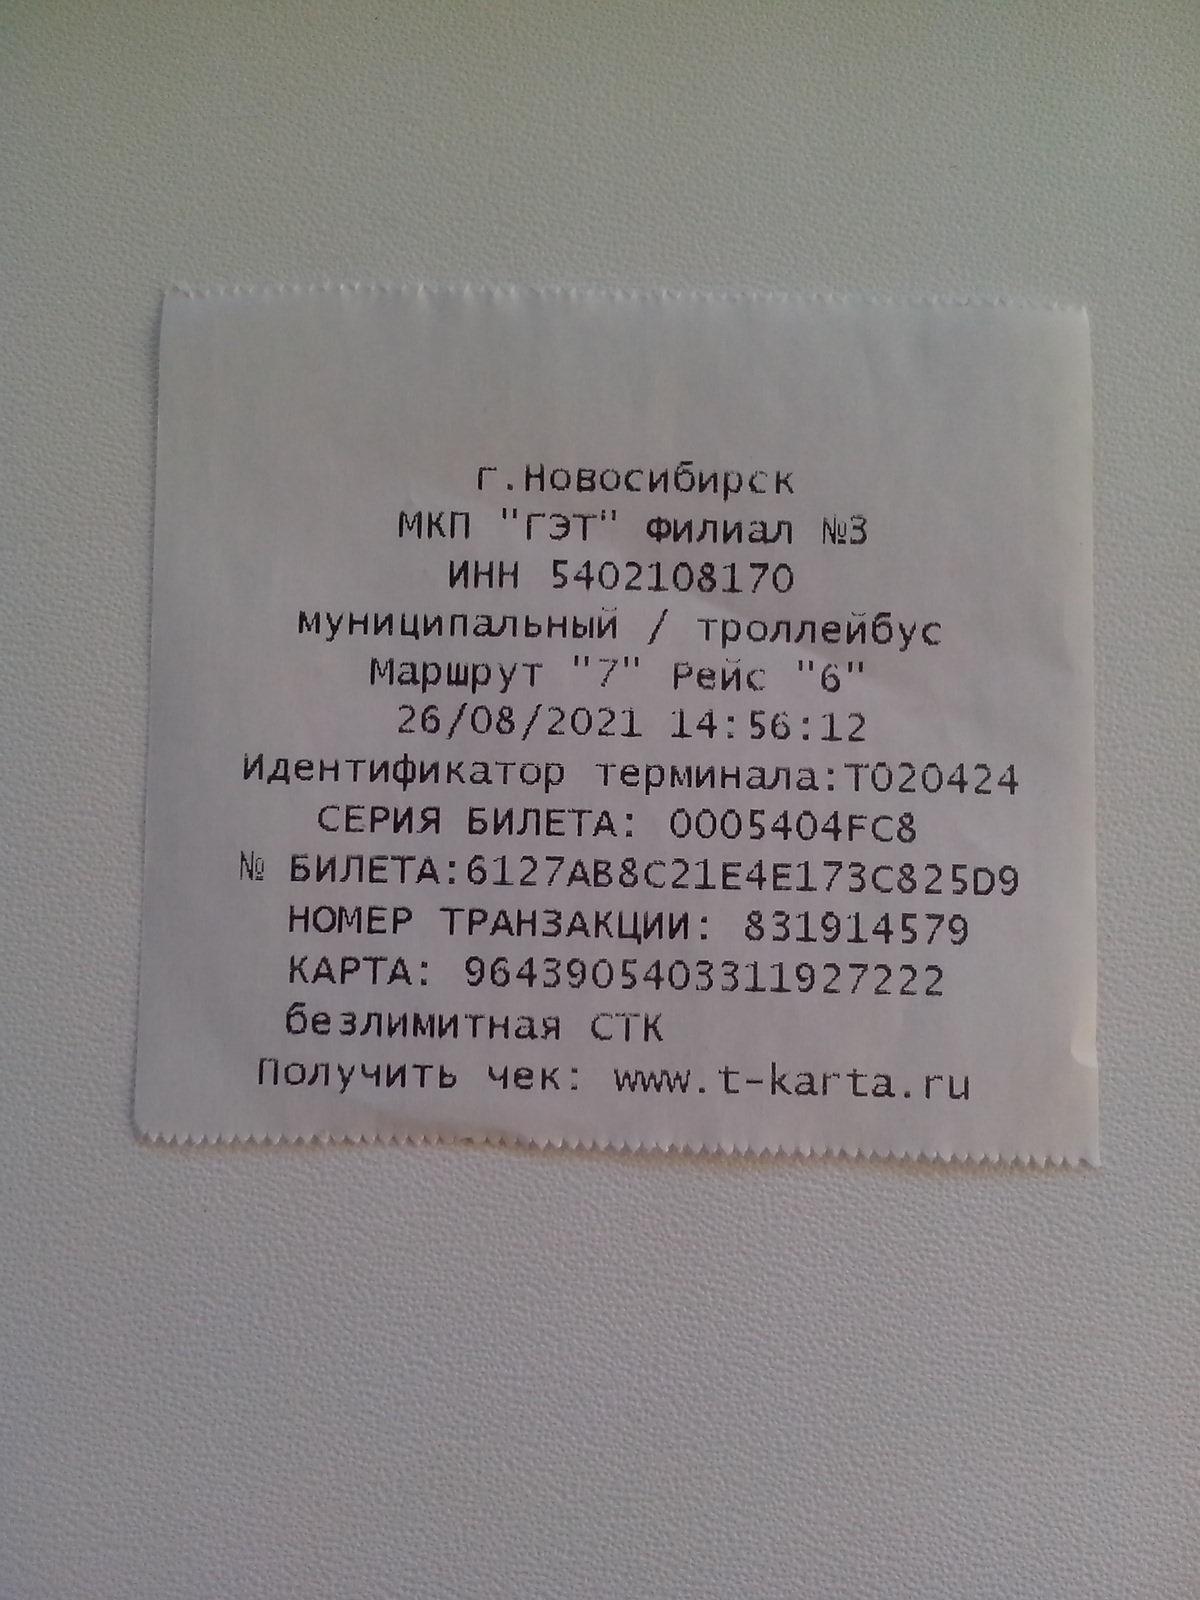 г.Новосибирск
МКП "ГЭТ" Филиал №3
ИНН 5402108170
муниципальный / троллейбус
Маршрут "7" Рейс "6"
26/08/2021 14:56:12
Идентификатор терминала:T020424
СЕРИЯ БИЛЕТА: 0005404FC8
№ БИЛЕТА:6127AB8C21E4E173C825D9
НОМЕР ТРАНЗАКЦИИ: 831914579
КАРТА: 9643905403311927222
безлимитная СТК
Получить чек: www.t-karta.ru